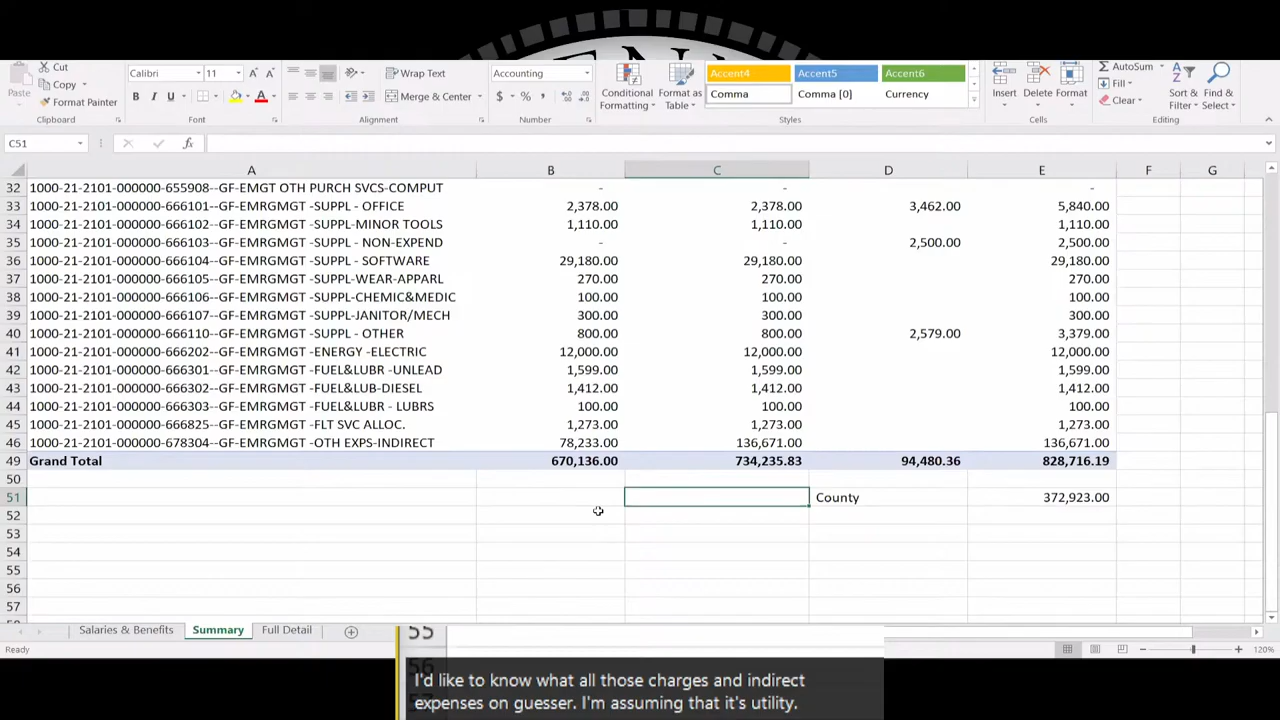 Cut
Calibri 11 Wrap Text Accounting Accent4 Accent5 Accent6 AutoSum
Copy
Paste Format Painter B I U A Merge & Center $ % , Conditional Formatting Format as Table Comma Comma [0] Currency Insert Delete Format Fill Clear Sort & Filter Find & Select
Clipboard Font Alignment Number Styles Cells Editing
C51 fx
A B C D E F G
32 1000-21-2101-000000-655908--GF-EMGT OTH PURCH SVCS-COMPUT - - -
33 1000-21-2101-000000-666101--GF-EMRGMGT -SUPPL - OFFICE 2,378.00 2,378.00 3,462.00 5,840.00
34 1000-21-2101-000000-666102--GF-EMRGMGT -SUPPL-MINOR TOOLS 1,110.00 1,110.00 1,110.00
35 1000-21-2101-000000-666103--GF-EMRGMGT -SUPPL - NON-EXPEND - - 2,500.00 2,500.00
36 1000-21-2101-000000-666104--GF-EMRGMGT -SUPPL - SOFTWARE 29,180.00 29,180.00 29,180.00
37 1000-21-2101-000000-666105--GF-EMRGMGT -SUPPL-WEAR-APPARL 270.00 270.00 270.00
38 1000-21-2101-000000-666106--GF-EMRGMGT -SUPPL-CHEMIC&MEDIC 100.00 100.00 100.00
39 1000-21-2101-000000-666107--GF-EMRGMGT -SUPPL-JANITOR/MECH 300.00 300.00 300.00
40 1000-21-2101-000000-666110--GF-EMRGMGT -SUPPL - OTHER 800.00 800.00 2,579.00 3,379.00
41 1000-21-2101-000000-666202--GF-EMRGMGT -ENERGY -ELECTRIC 12,000.00 12,000.00 12,000.00
42 1000-21-2101-000000-666301--GF-EMRGMGT -FUEL&LUBR -UNLEAD 1,599.00 1,599.00 1,599.00
43 1000-21-2101-000000-666302--GF-EMRGMGT -FUEL&LUB-DIESEL 1,412.00 1,412.00 1,412.00
44 1000-21-2101-000000-666303--GF-EMRGMGT -FUEL&LUBR - LUBRS 100.00 100.00 100.00
45 1000-21-2101-000000-666825--GF-EMRGMGT -FLT SVC ALLOC. 1,273.00 1,273.00 1,273.00
46 1000-21-2101-000000-678304--GF-EMRGMGT -OTH EXPS-INDIRECT 78,233.00 136,671.00 136,671.00
49 Grand Total 670,136.00 734,235.83 94,480.36 828,716.19
50
51 County 372,923.00
52
53
54
55
56
57
Salaries & Benefits Summary Full Detail
Ready 120%
55
I'd like to know what all those charges and indirect
expenses on guesser. I'm assuming that it's utility.